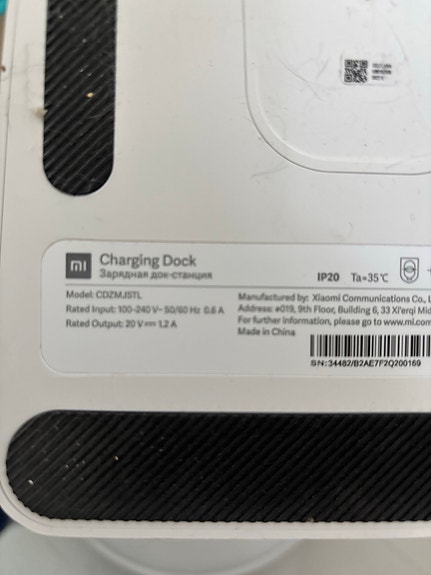 mi Charging Dock
Зарядная док-станция
IP20 Ta=35℃
Model: CDZMJSTL
Rated Input: 100-240 V~ 50/60 Hz 0.6 A
Rated Output: 20 V⎓ 1.2 A
Manufactured by: Xiaomi Communications Co., L
Address: #019, 9th Floor, Building 6, 33 Xi'erqi Mid
For further information, please go to www.mi.com
Made in China
SN:34482/B2AE7F2Q200169